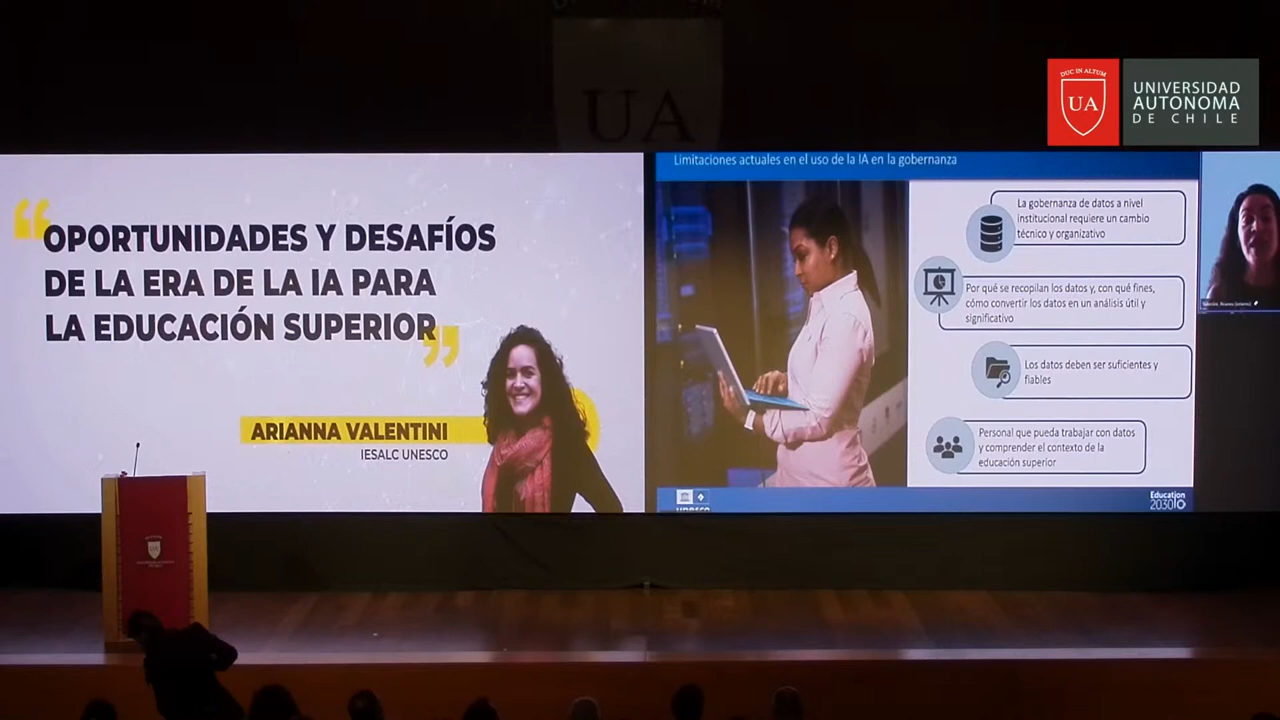 UA
DUC IN ALTUM
UA
UNIVERSIDAD
AUTONOMA
DE CHILE
“OPORTUNIDADES Y DESAFÍOS
DE LA ERA DE LA IA PARA
LA EDUCACIÓN SUPERIOR”
ARIANNA VALENTINI
IESALC UNESCO
Limitaciones actuales en el uso de la IA en la gobernanza
La gobernanza de datos a nivel
institucional requiere un cambio
técnico y organizativo
Por qué se recopilan los datos y, con qué fines,
cómo convertir los datos en un análisis útil y
significativo
Los datos deben ser suficientes y
fiables
Personal que pueda trabajar con datos
y comprender el contexto de la
educación superior
unesco
Education
2030
UA